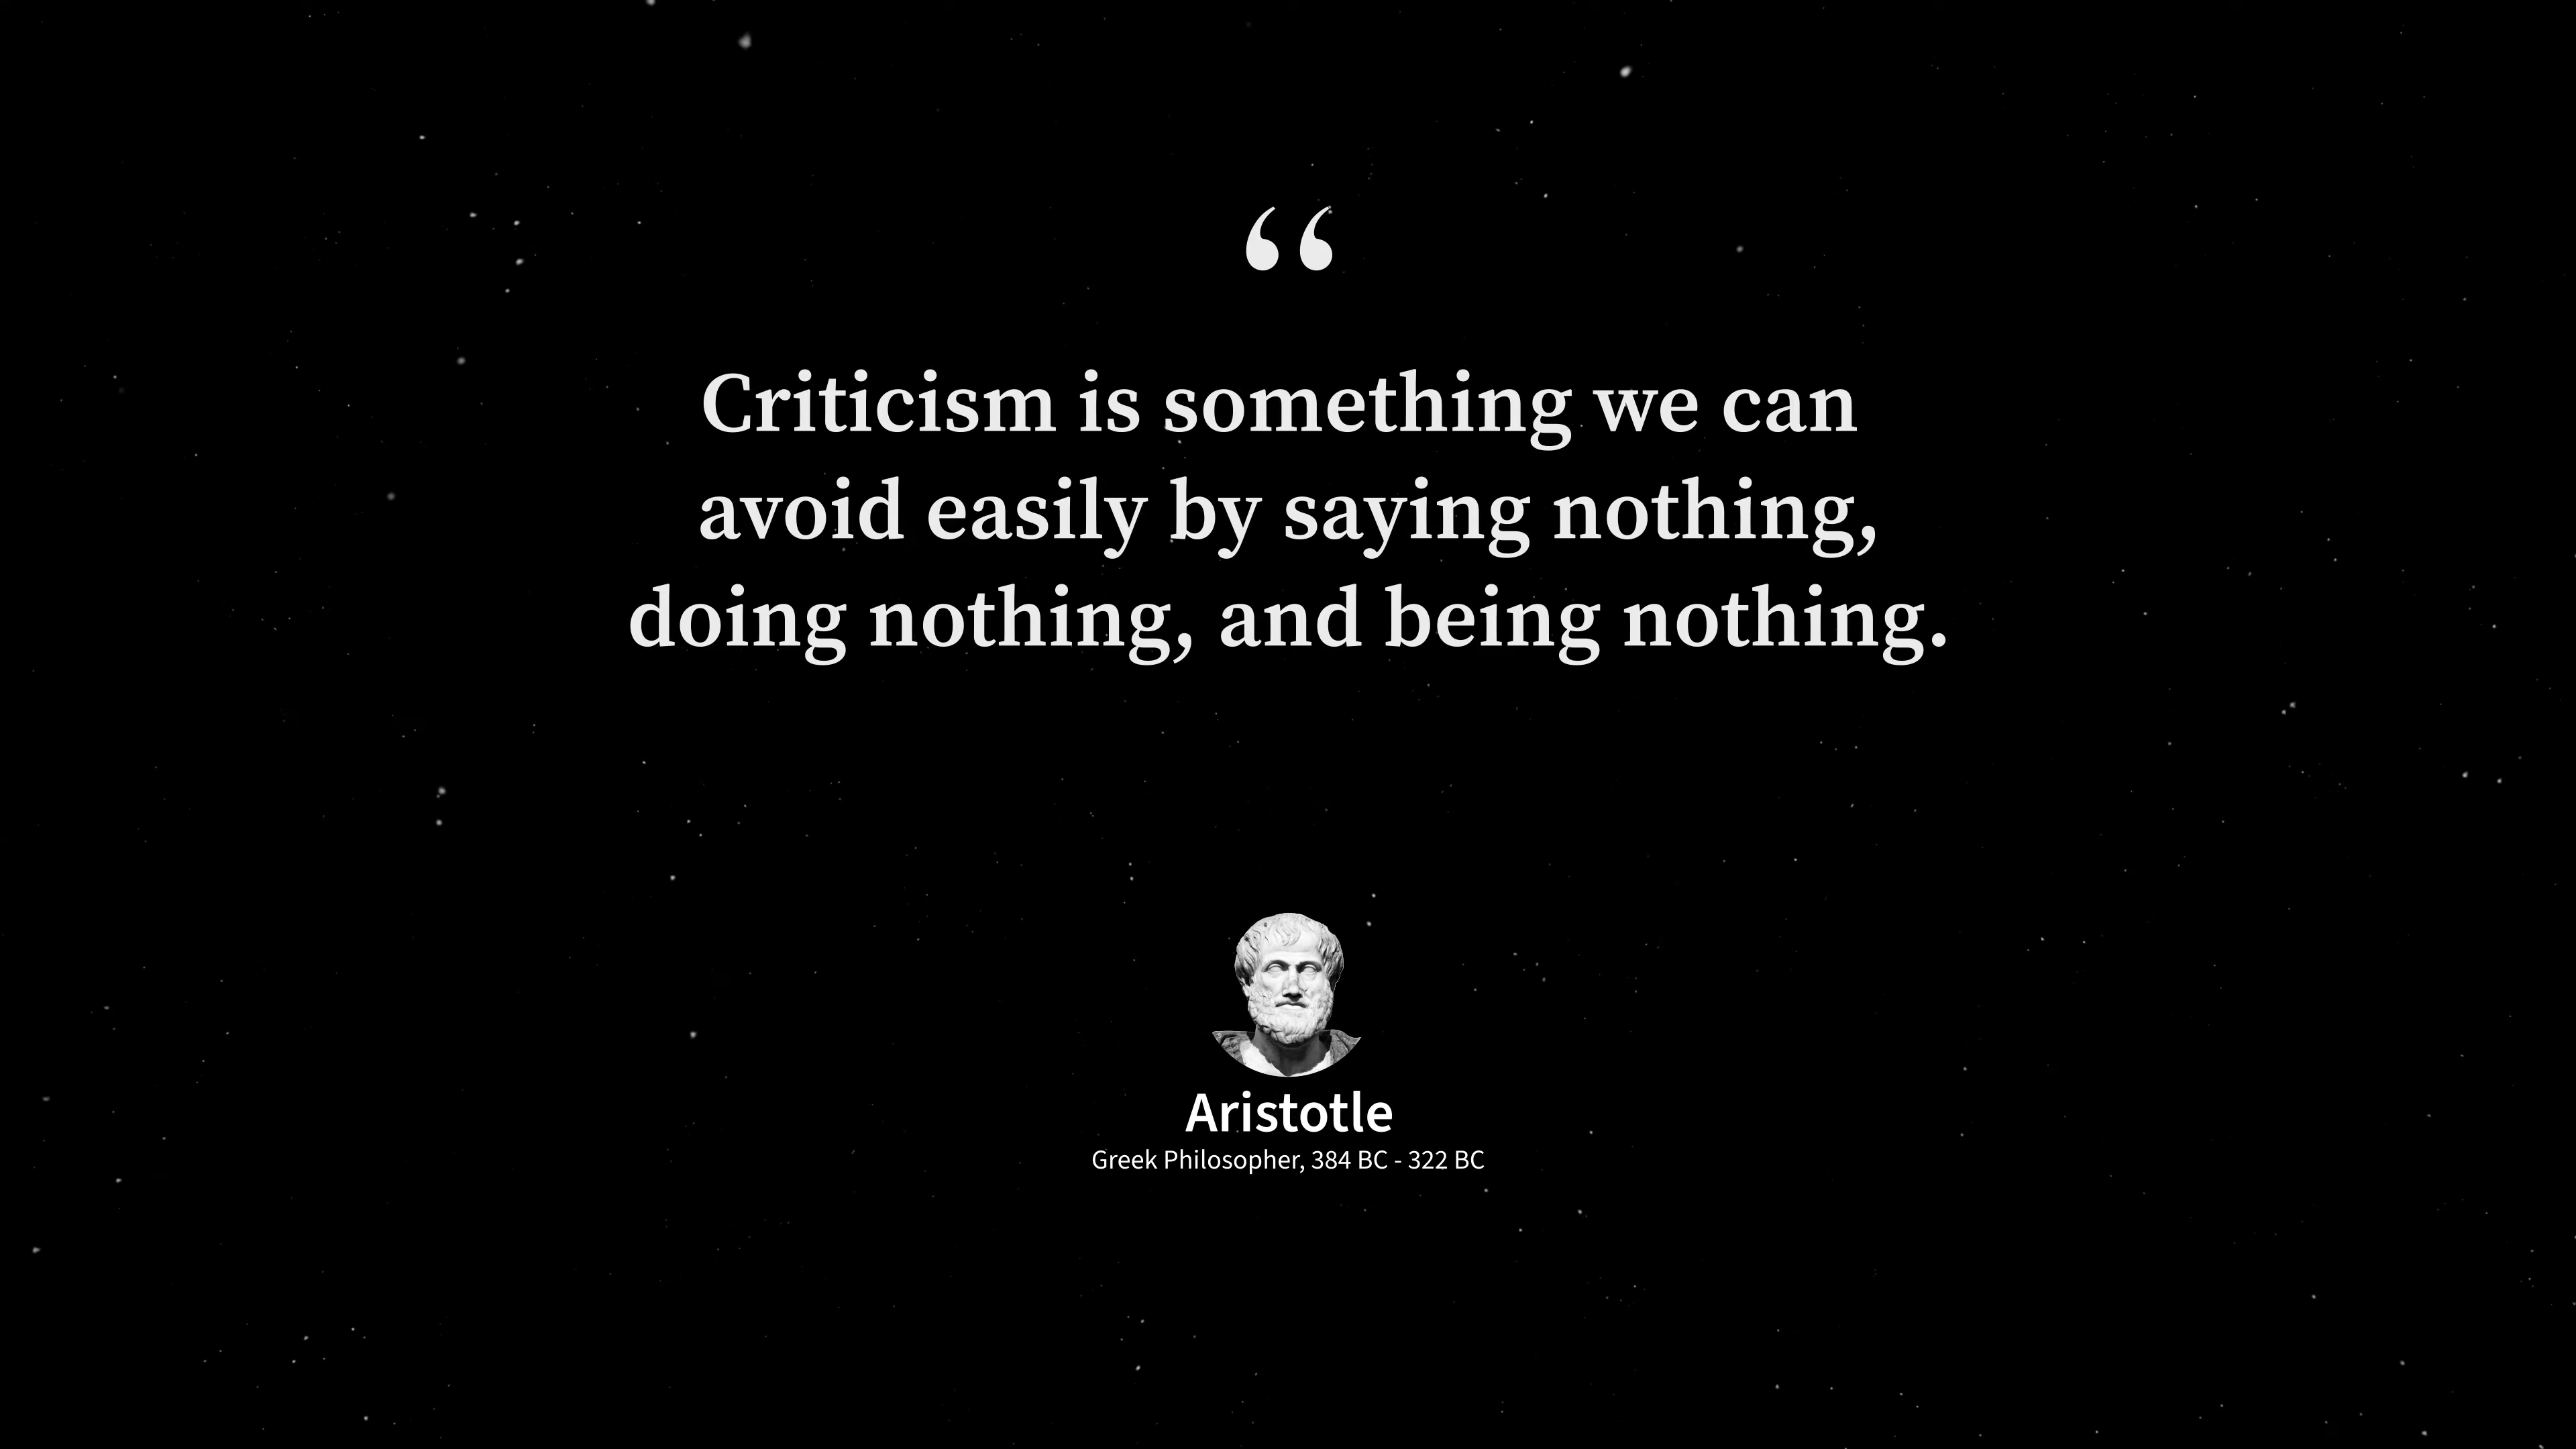 “
Criticism is something we can
avoid easily by saying nothing,
doing nothing, and being nothing.
Aristotle
Greek Philosopher, 384 BC - 322 BC